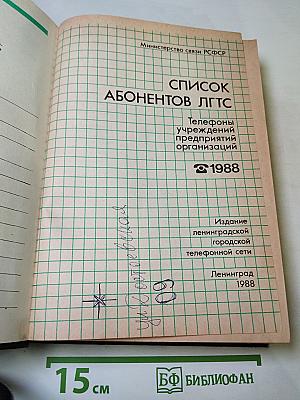 Министерство связи РСФСР
СПИСОК
АБОНЕНТОВ ЛГТС
Телефоны
учреждений
предприятий
организаций
☎1988
Издание
ленинградской
городской
телефонной сети
Ленинград
1988
09
15 см
БФ БИБЛИОФАН